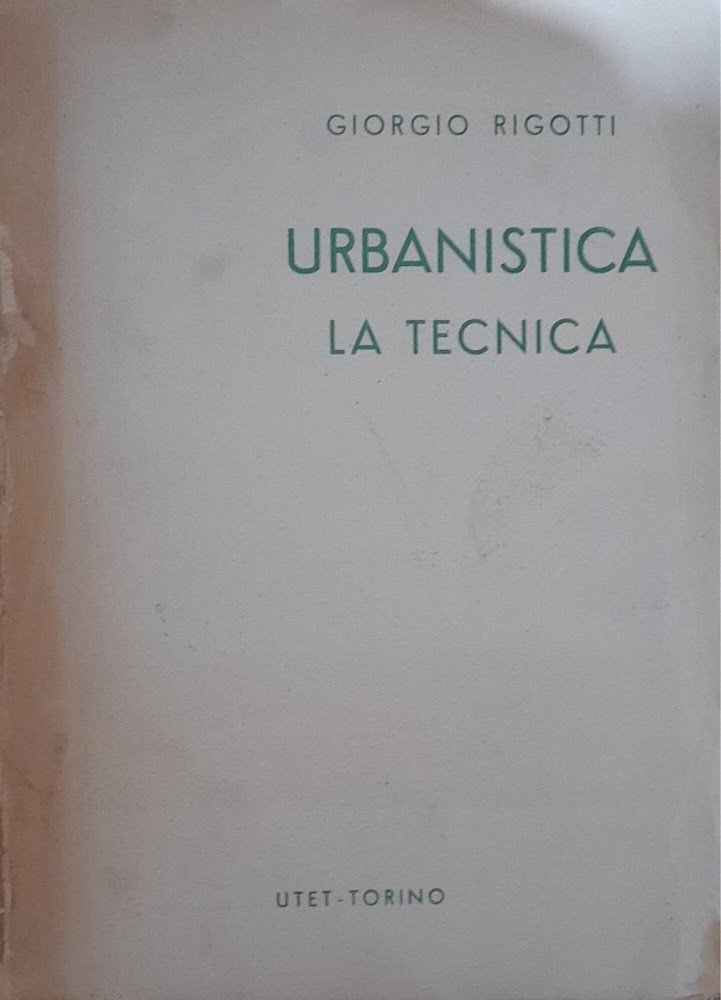 GIORGIO RIGOTTI
URBANISTICA
LA TECNICA
UTET-TORINO